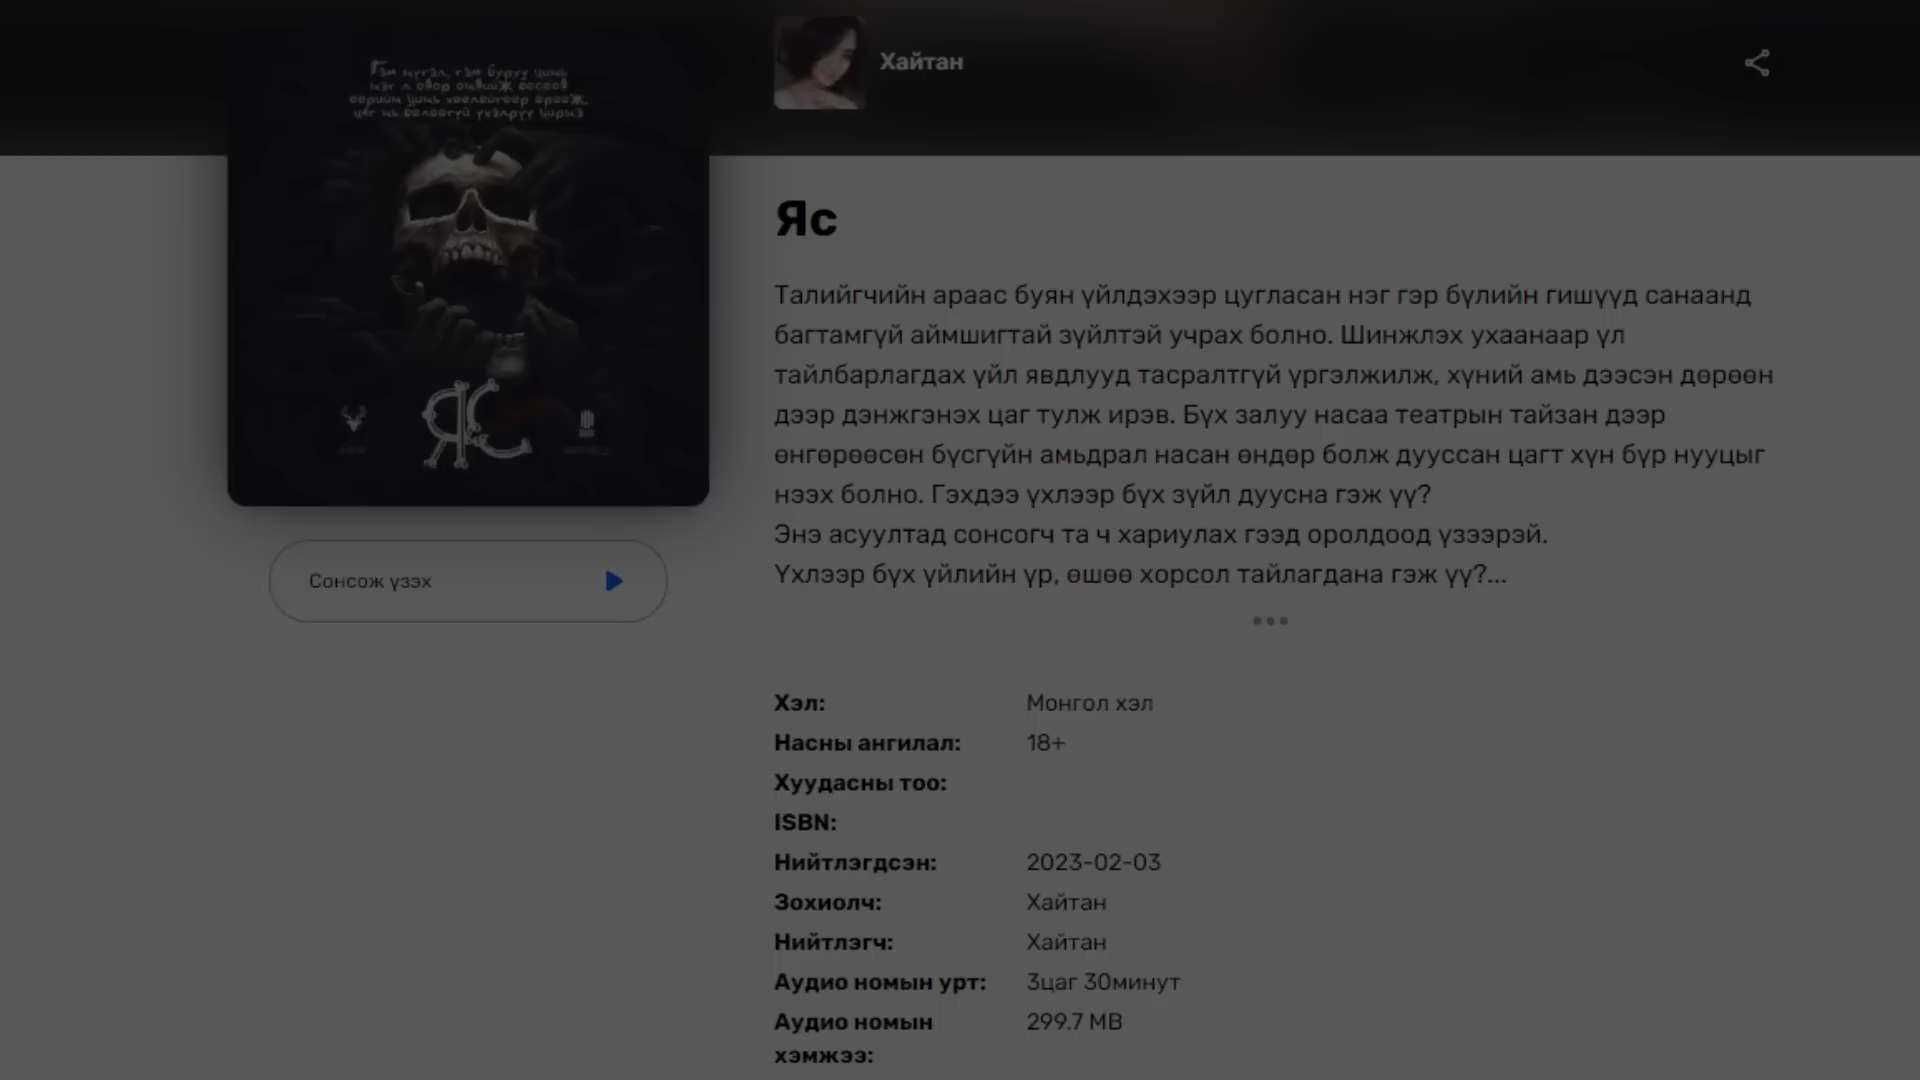 Хайтан
Яс
Яс
Талийгчийн араас буян үйлдэхээр цугласан нэг гэр бүлийн гишүүд санаанд
багтамгүй аймшигтай зүйлтэй учрах болно. Шинжлэх ухаанаар үл
тайлбарлагдах үйл явдлууд тасралтгүй үргэлжилж, хүний амь дээсэн дөрөөн
дээр дэнжгэнэх цаг тулж ирэв. Бүх залуу насаа театрын тайзан дээр
өнгөрөөсөн бүсгүйн амьдрал насан өндөр болж дууссан цагт хүн бүр нууцыг
нээх болно. Гэхдээ үхлээр бүх зүйл дуусна гэж үү?
Энэ асуултад сонсогч та ч хариулах гээд оролдоод үзээрэй.
Үхлээр бүх үйлийн үр, өшөө хорсол тайлагдана гэж үү?...
Сонсож үзэх
Хэл: Монгол хэл
Насны ангилал: 18+
Хуудасны тоо:
ISBN:
Нийтлэгдсэн: 2023-02-03
Зохиолч: Хайтан
Нийтлэгч: Хайтан
Аудио номын урт: 3цаг 30минут
Аудио номын 299.7 MB
хэмжээ: